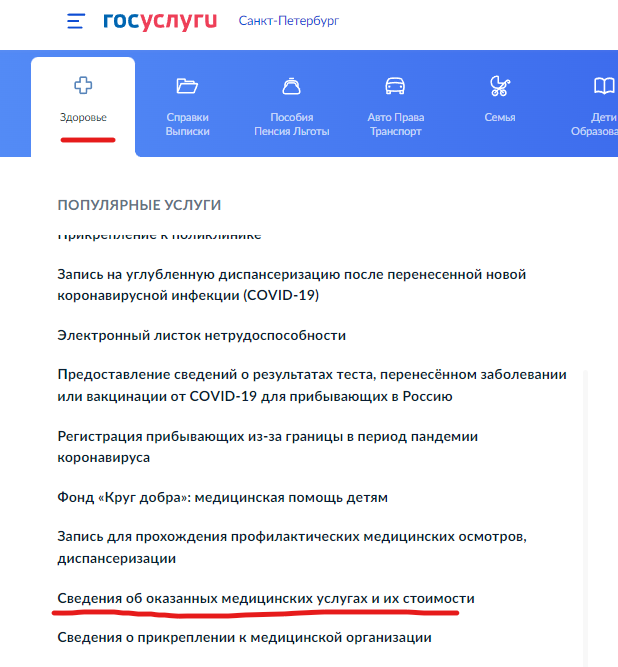 госуслуги Санкт-Петербург
Здоровье
Справки
Выписки
Пособия
Пенсия Льготы
Авто Права
Транспорт
Семья
Дети
Образова
ПОПУЛЯРНЫЕ УСЛУГИ
Прикрепление к поликлинике
Запись на углубленную диспансеризацию после перенесенной новой
коронавирусной инфекции (COVID-19)
Электронный листок нетрудоспособности
Предоставление сведений о результатах теста, перенесённом заболевании
или вакцинации от COVID-19 для прибывающих в Россию
Регистрация прибывающих из-за границы в период пандемии
коронавируса
Фонд «Круг добра»: медицинская помощь детям
Запись для прохождения профилактических медицинских осмотров,
диспансеризации
Сведения об оказанных медицинских услугах и их стоимости
Сведения о прикреплении к медицинской организации